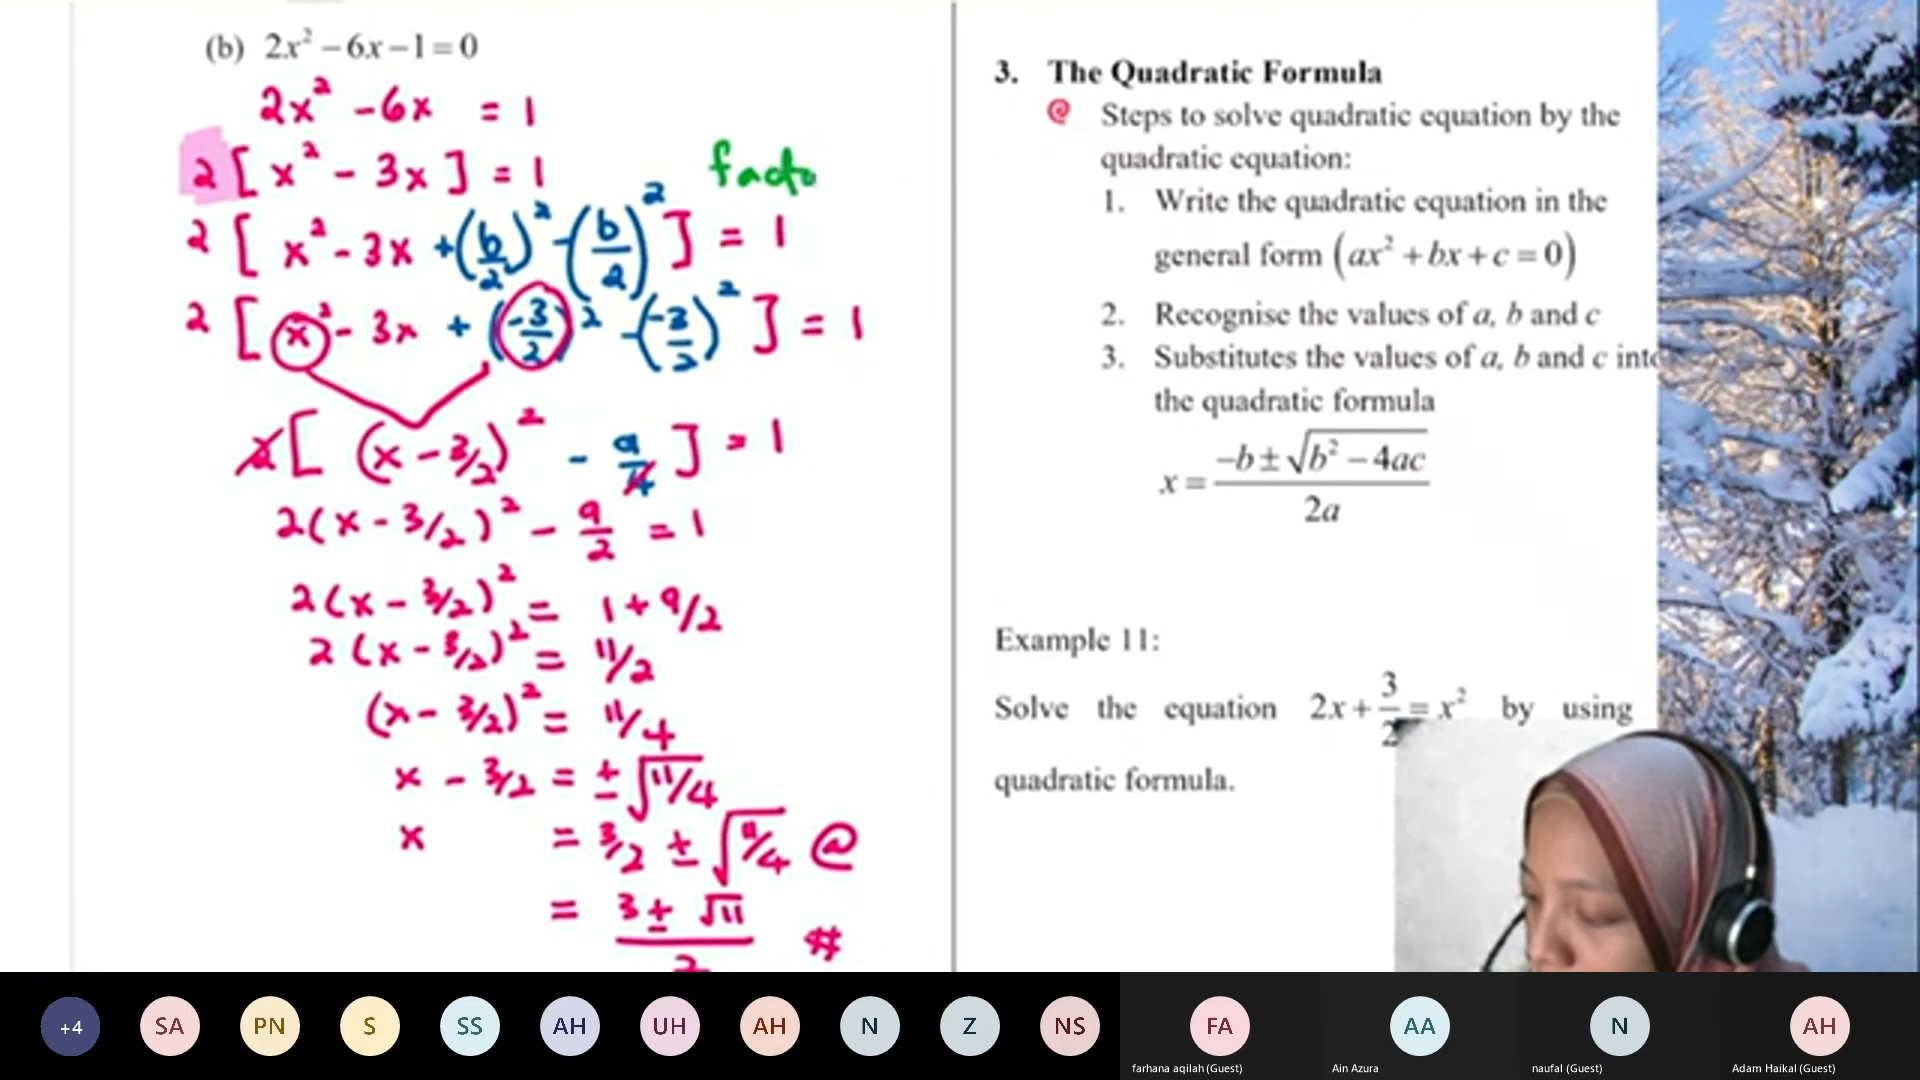 (b) 2x² – 6x – 1 = 0
2x² - 6x = 1
2 [ x² - 3x ] = 1
facto
2 [ x² - 3x + (b/2)² - (b/2)² ] = 1
2 [ x² - 3x + (-3/2)² - (-3/2)² ] = 1
2 [ (x - 3/2)² - 9/4 ] = 1
2(x - 3/2)² - 9/2 = 1
2(x - 3/2)² = 1 + 9/2
2(x - 3/2)² = 11/2
(x - 3/2)² = 11/4
x - 3/2 = ± √11/4
x = 3/2 ± √11/4 @
= 3 ± √11 / 2 #
3. The Quadratic Formula
@ Steps to solve quadratic equation by the
quadratic equation:
1. Write the quadratic equation in the
general form (ax² + bx + c = 0)
2. Recognise the values of a, b and c
3. Substitutes the values of a, b and c into
the quadratic formula
x = -b ± √b² – 4ac / 2a
Example 11:
Solve the equation 2x + 3/2 = x² by using
quadratic formula.
+4 SA PN S SS AH UH AH N Z NS FA AA N AH
farhana aqilah (Guest) Ain Azura naufal (Guest) Adam Haikal (Guest)